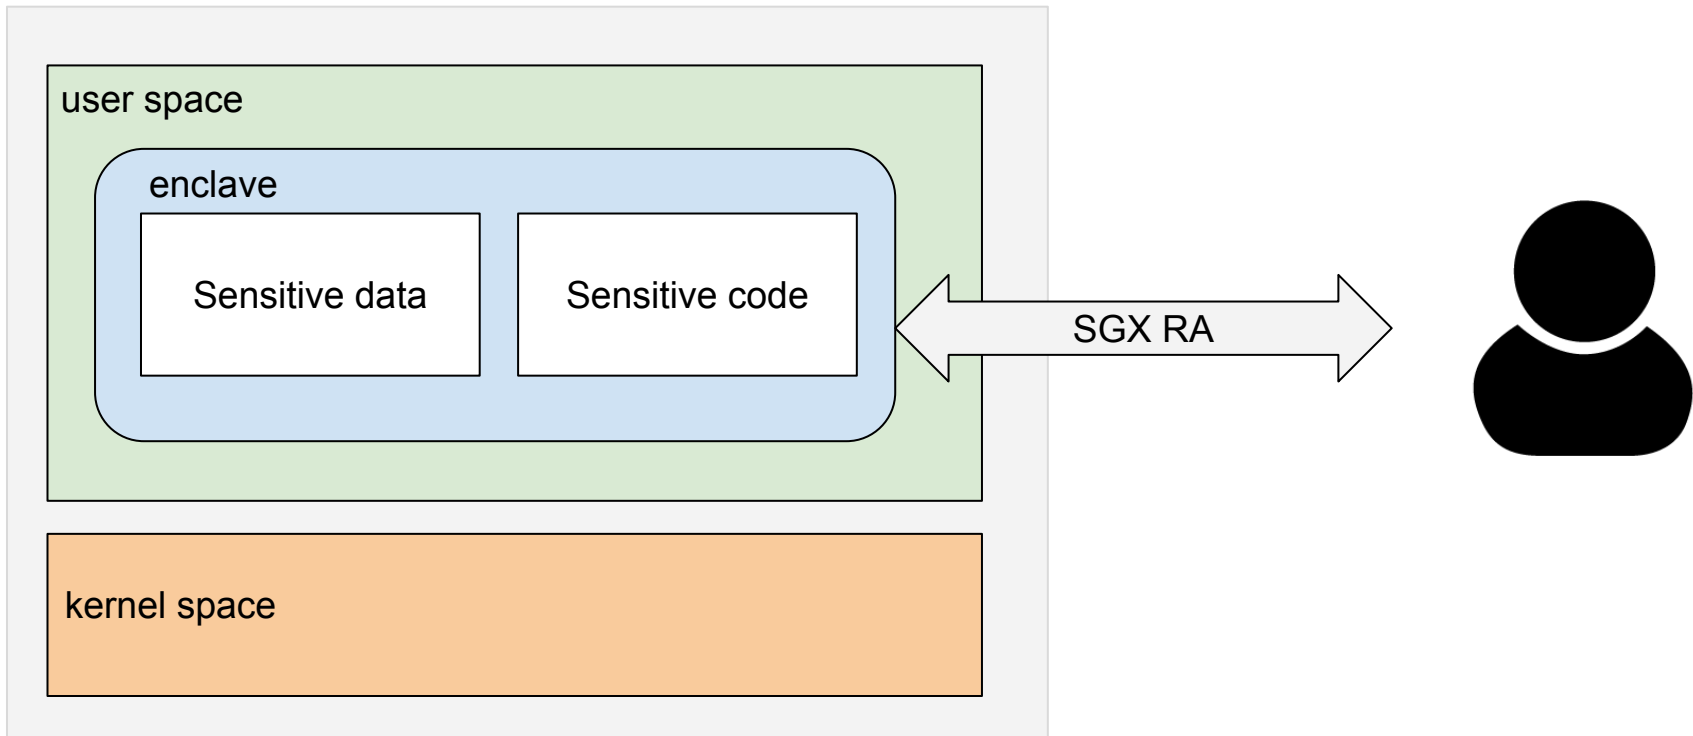 user space
enclave
Sensitive data
Sensitive code
SGX RA
kernel space